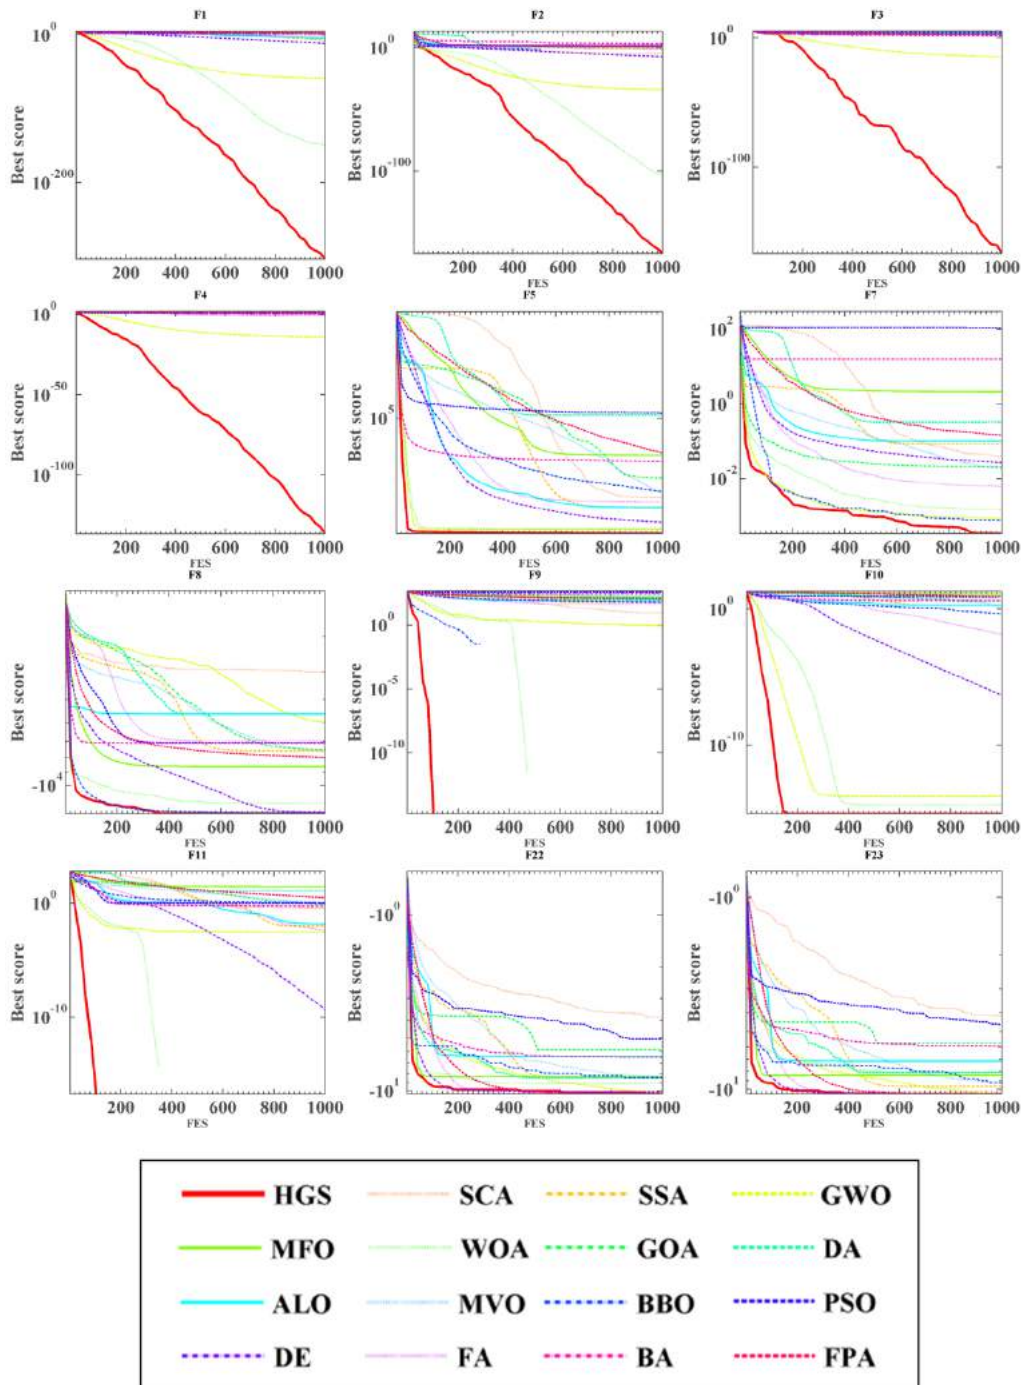 F1 F2 F3
Best score 10^0 10^-200 200 400 600 800 1000 FES
Best score 10^0 10^-100 200 400 600 800 1000 FES
Best score 10^-100 200 400 600 800 1000 FES
F4 F5 F7
Best score 10^0 10^-50 10^-100 200 400 600 800 1000 FES
Best score 10^5 200 400 600 800 1000 FES
Best score 10^2 10^0 10^-2 200 400 600 800 1000 FES
F8 F9 F10
Best score -10^4 200 400 600 800 1000 FES
Best score 10^0 10^-5 10^-10 200 400 600 800 1000 FES
Best score 10^0 10^-10 200 400 600 800 1000 FES
F11 F22 F23
Best score 10^0 10^-10 200 400 600 800 1000 FES
Best score -10^0 -10^1 200 400 600 800 1000 FES
Best score -10^0 -10^1 200 400 600 800 1000 FES
HGS SCA SSA GWO
MFO WOA GOA DA
ALO MVO BBO PSO
DE FA BA FPA